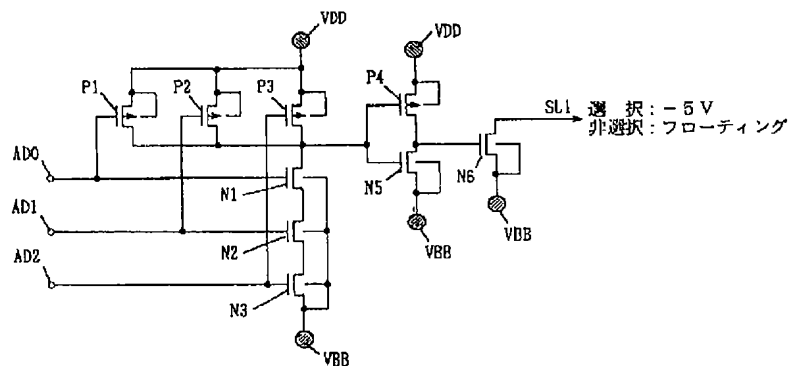 VDD
VDD
P1
P2
P3
P4
SL1
選 択：－5V
非選択：フローティング
AD0
N1
N5
N6
AD1
N2
VBB
VBB
AD2
N3
VBB